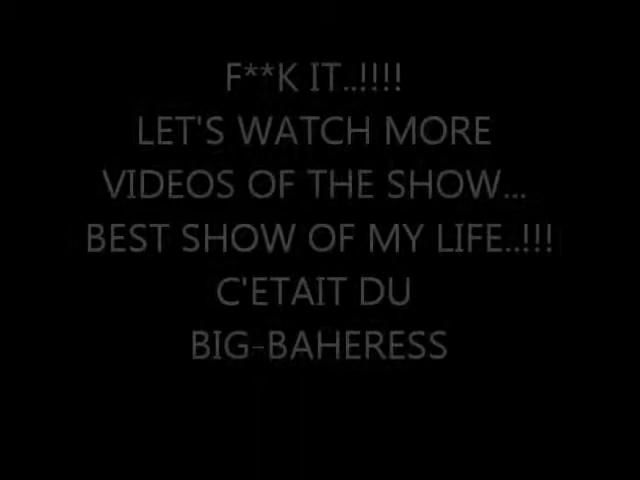 F**K IT..!!!!
LET'S WATCH MORE
VIDEOS OF THE SHOW...
BEST SHOW OF MY LIFE..!!!
C'ETAIT DU
BIG-BAHERESS